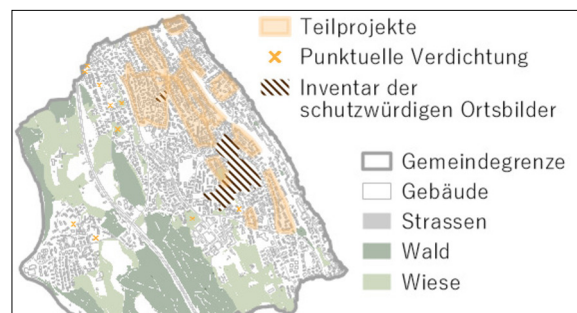 Teilprojekte
Punktuelle Verdichtung
Inventar der
schutzwürdigen Ortsbilder
Gemeindegrenze
Gebäude
Strassen
Wald
Wiese